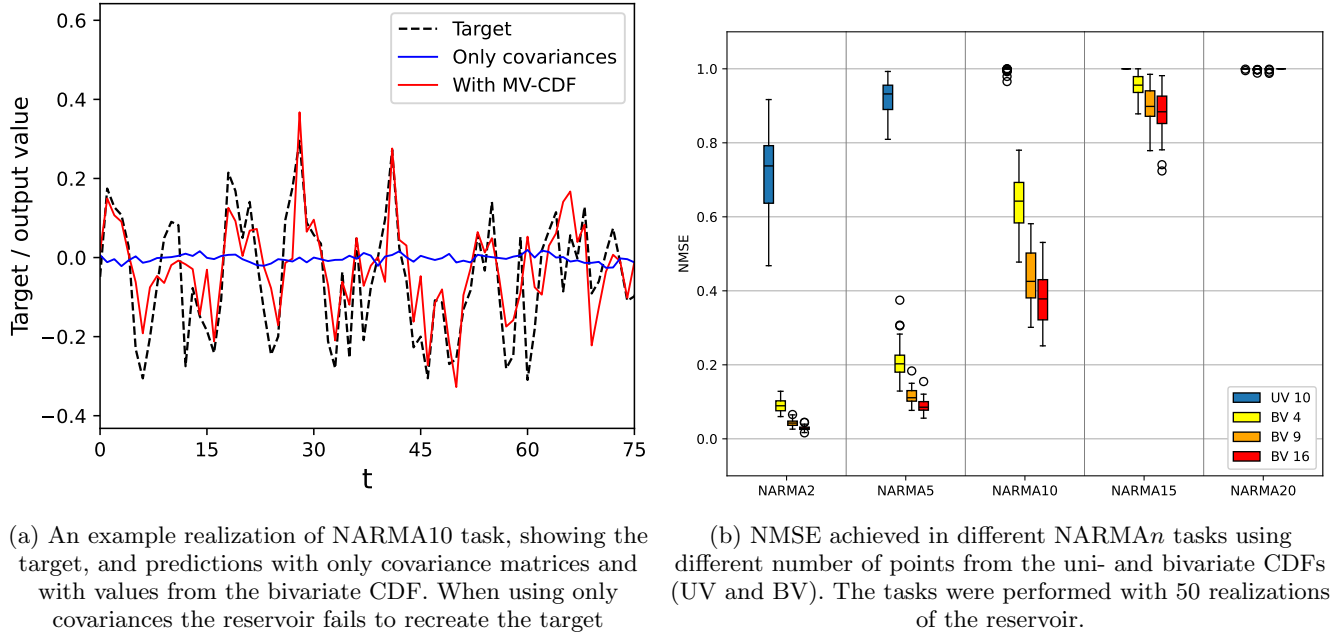 0.6
0.4
0.2
0.0
−0.2
−0.4
Target / output value
Target
Only covariances
With MV-CDF
0
15
30
45
60
75
t
(a) An example realization of NARMA10 task, showing the
target, and predictions with only covariance matrices and
with values from the bivariate CDF. When using only
covariances the reservoir fails to recreate the target
1.0
0.8
0.6
0.4
0.2
0.0
NMSE
UV 10
BV 4
BV 9
BV 16
NARMA2
NARMA5
NARMA10
NARMA15
NARMA20
(b) NMSE achieved in different NARMAn tasks using
different number of points from the uni- and bivariate CDFs
(UV and BV). The tasks were performed with 50 realizations
of the reservoir.